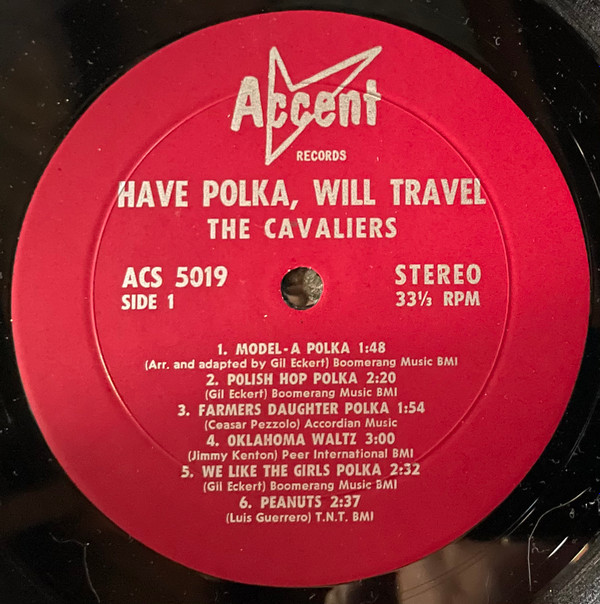 Accent
RECORDS
HAVE POLKA, WILL TRAVEL
THE CAVALIERS
ACS 5019
SIDE 1
STEREO
33⅓ RPM
1. MODEL-A POLKA 1:48
(Arr. and adapted by Gil Eckert) Boomerang Music BMI
2. POLISH HOP POLKA 2:20
(Gil Eckert) Boomerang Music BMI
3. FARMERS DAUGHTER POLKA 1:54
(Ceasar Pezzolo) Accordian Music
4. OKLAHOMA WALTZ 3:00
(Jimmy Kenton) Peer International BMI
5. WE LIKE THE GIRLS POLKA 2:32
(Gil Eckert) Boomerang Music BMI
6. PEANUTS 2:37
(Luis Guerrero) T.N.T. BMI